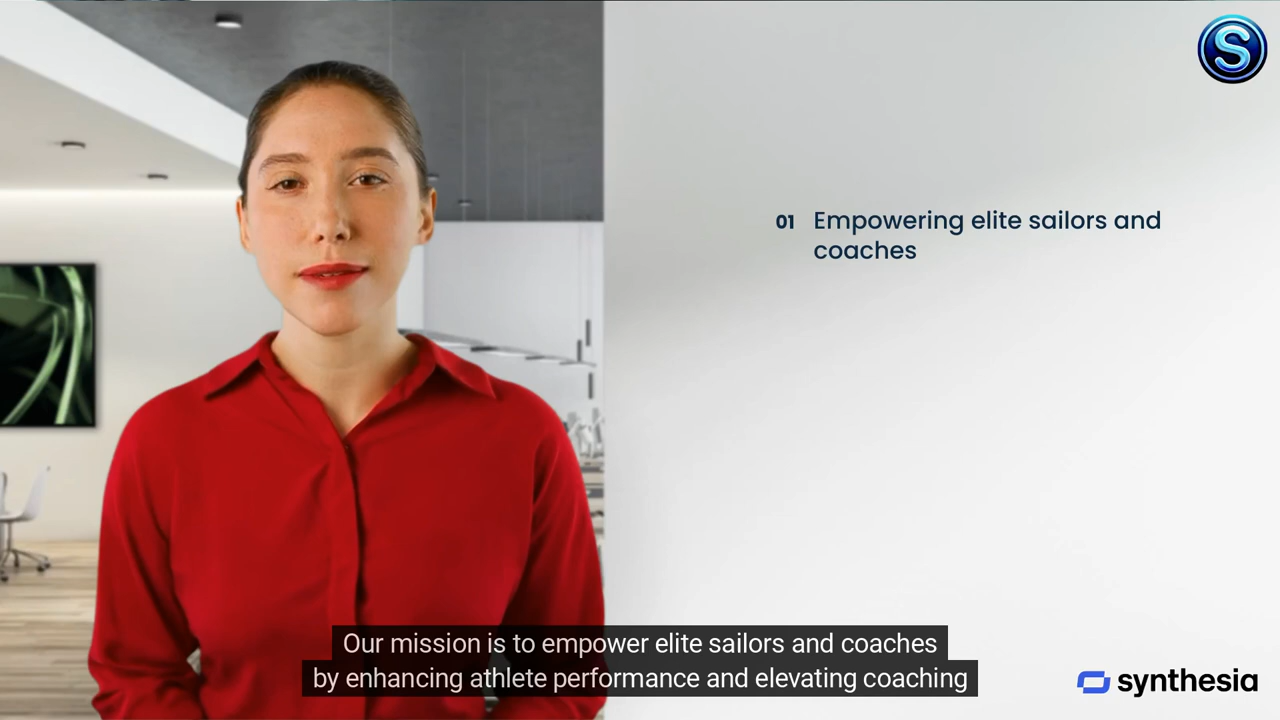 S
01 Empowering elite sailors and
coaches
Our mission is to empower elite sailors and coaches
by enhancing athlete performance and elevating coaching
synthesia